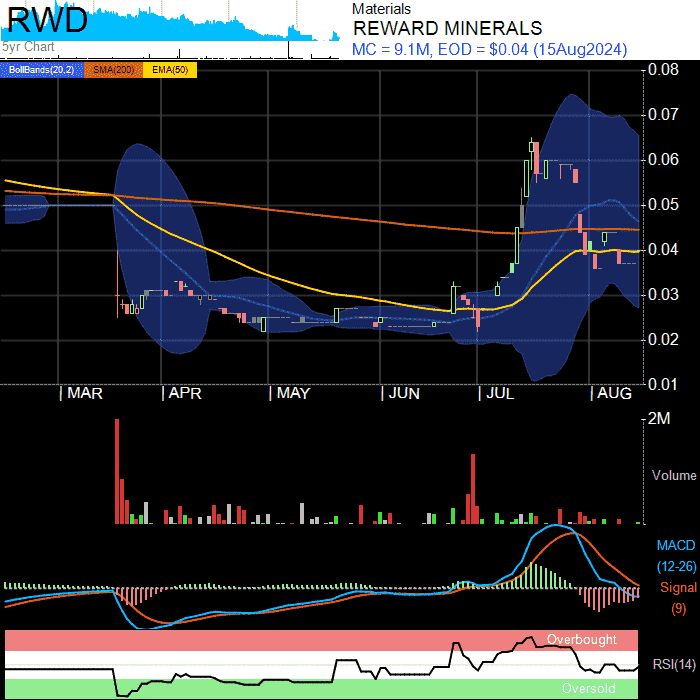 RWD
5yr Chart
Materials
REWARD MINERALS
MC = 9.1M, EOD = $0.04 (15Aug2024)
BollBands(20,2) SMA(200) EMA(50)
0.08
0.07
0.06
0.05
0.04
0.03
0.02
0.01
MAR APR MAY JUN JUL AUG
2M
Volume
MACD
(12-26)
Signal
(9)
Overbought
RSI(14)
Oversold